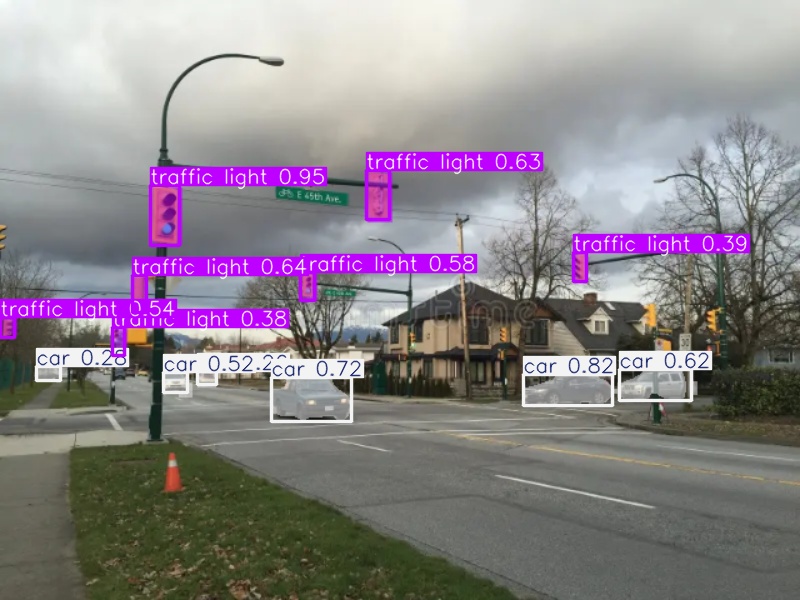 traffic light 0.63
traffic light 0.95
E 45th Ave.
traffic light 0.39
traffic light 0.64
traffic light 0.58
traffic light 0.54
traffic light 0.38
car 0.28
car 0.52
car 0.72
car 0.82
car 0.62